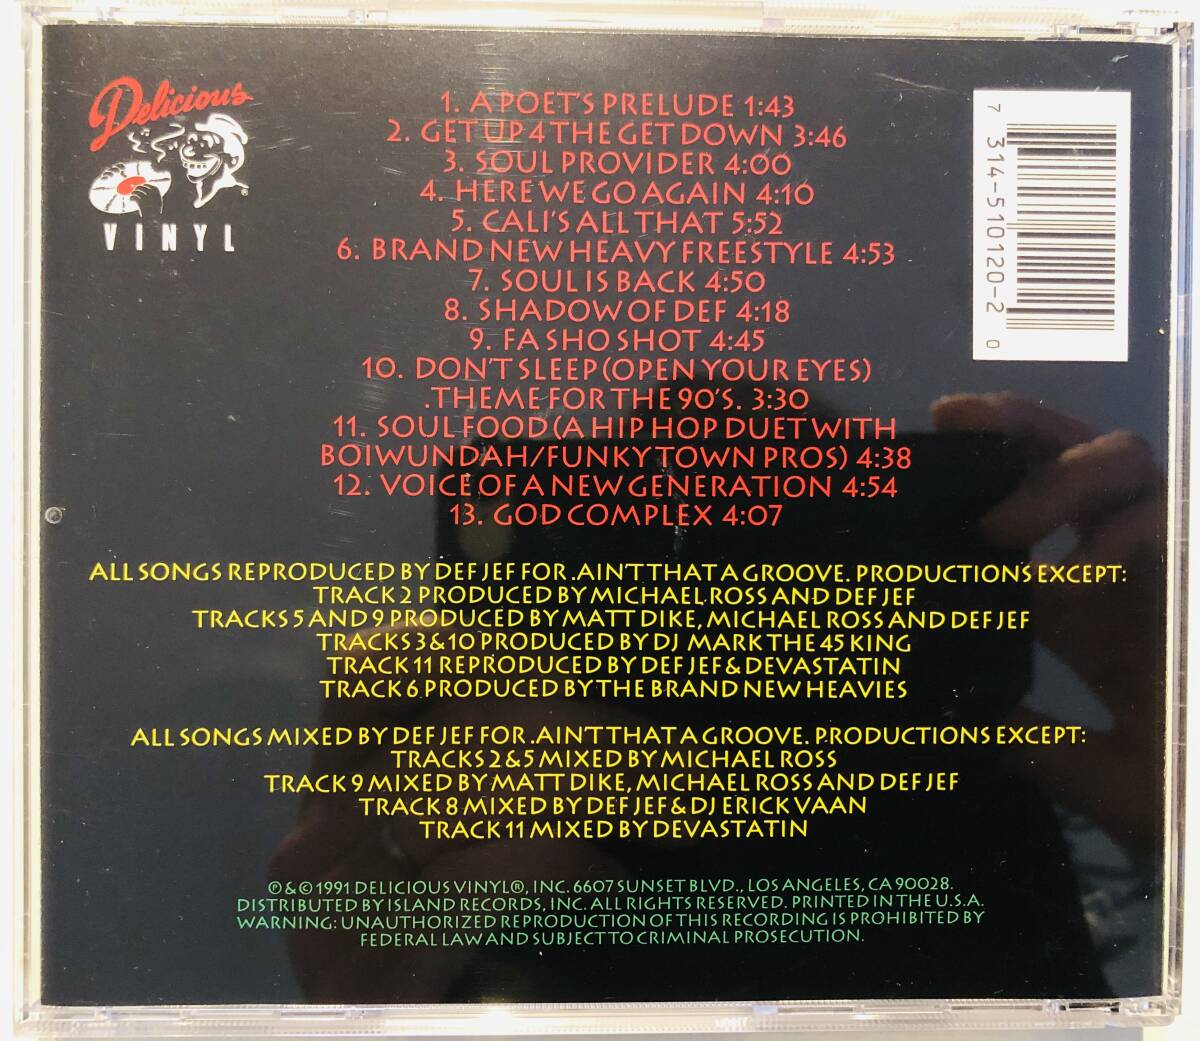 Delicious
VINYL
®
1. A POET'S PRELUDE 1:43
2. GET UP 4 THE GET DOWN 3:46
3. SOUL PROVIDER 4:00
4. HERE WE GO AGAIN 4:10
5. CALI'S ALL THAT 5:52
6. BRAND NEW HEAVY FREESTYLE 4:53
7. SOUL IS BACK 4:50
8. SHADOW OF DEF 4:18
9. FA SHO SHOT 4:45
10. DON'T SLEEP (OPEN YOUR EYES)
.THEME FOR THE 90'S. 3:30
11. SOUL FOOD (A HIP HOP DUET WITH
BOIWUNDAH/FUNKYTOWN PROS) 4:38
12. VOICE OF A NEW GENERATION 4:54
13. GOD COMPLEX 4:07
7 314-510120-2 0
ALL SONGS REPRODUCED BY DEF JEF FOR .AIN'T THAT A GROOVE. PRODUCTIONS EXCEPT:
TRACK 2 PRODUCED BY MICHAEL ROSS AND DEF JEF
TRACKS 5 AND 9 PRODUCED BY MATT DIKE, MICHAEL ROSS AND DEF JEF
TRACKS 3 & 10 PRODUCED BY DJ MARK THE 45 KING
TRACK 11 REPRODUCED BY DEF JEF & DEVASTATIN
TRACK 6 PRODUCED BY THE BRAND NEW HEAVIES
ALL SONGS MIXED BY DEF JEF FOR .AIN'T THAT A GROOVE. PRODUCTIONS EXCEPT:
TRACKS 2 & 5 MIXED BY MICHAEL ROSS
TRACK 9 MIXED BY MATT DIKE, MICHAEL ROSS AND DEF JEF
TRACK 8 MIXED BY DEF JEF & DJ ERICK VAAN
TRACK 11 MIXED BY DEVASTATIN
℗ & © 1991 DELICIOUS VINYL®, INC. 6607 SUNSET BLVD., LOS ANGELES, CA 90028.
DISTRIBUTED BY ISLAND RECORDS, INC. ALL RIGHTS RESERVED. PRINTED IN THE U.S.A.
WARNING: UNAUTHORIZED REPRODUCTION OF THIS RECORDING IS PROHIBITED BY
FEDERAL LAW AND SUBJECT TO CRIMINAL PROSECUTION.